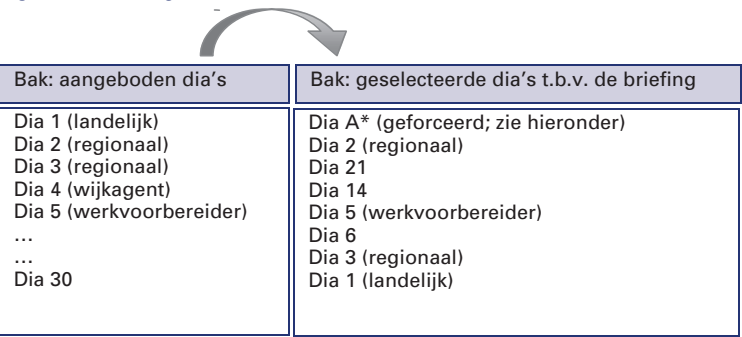 Bak: aangeboden dia's
Dia 1 (landelijk)
Dia 2 (regionaal)
Dia 3 (regionaal)
Dia 4 (wijkagent)
Dia 5 (werkvoorbereider)
…
…
Dia 30
Bak: geselecteerde dia's t.b.v. de briefing
Dia A* (geforceerd; zie hieronder)
Dia 2 (regionaal)
Dia 21
Dia 14
Dia 5 (werkvoorbereider)
Dia 6
Dia 3 (regionaal)
Dia 1 (landelijk)